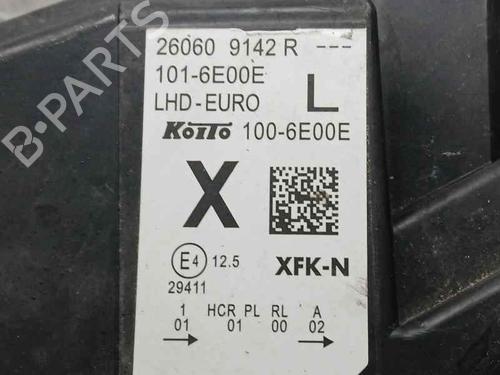 26060 9142 R ---
101-6E00E
LHD-EURO L
KOITO 100-6E00E
X
E4 12.5 XFK-N
29411
1 HCR PL RL A
01 01 00 02
→ →
B-PARTS